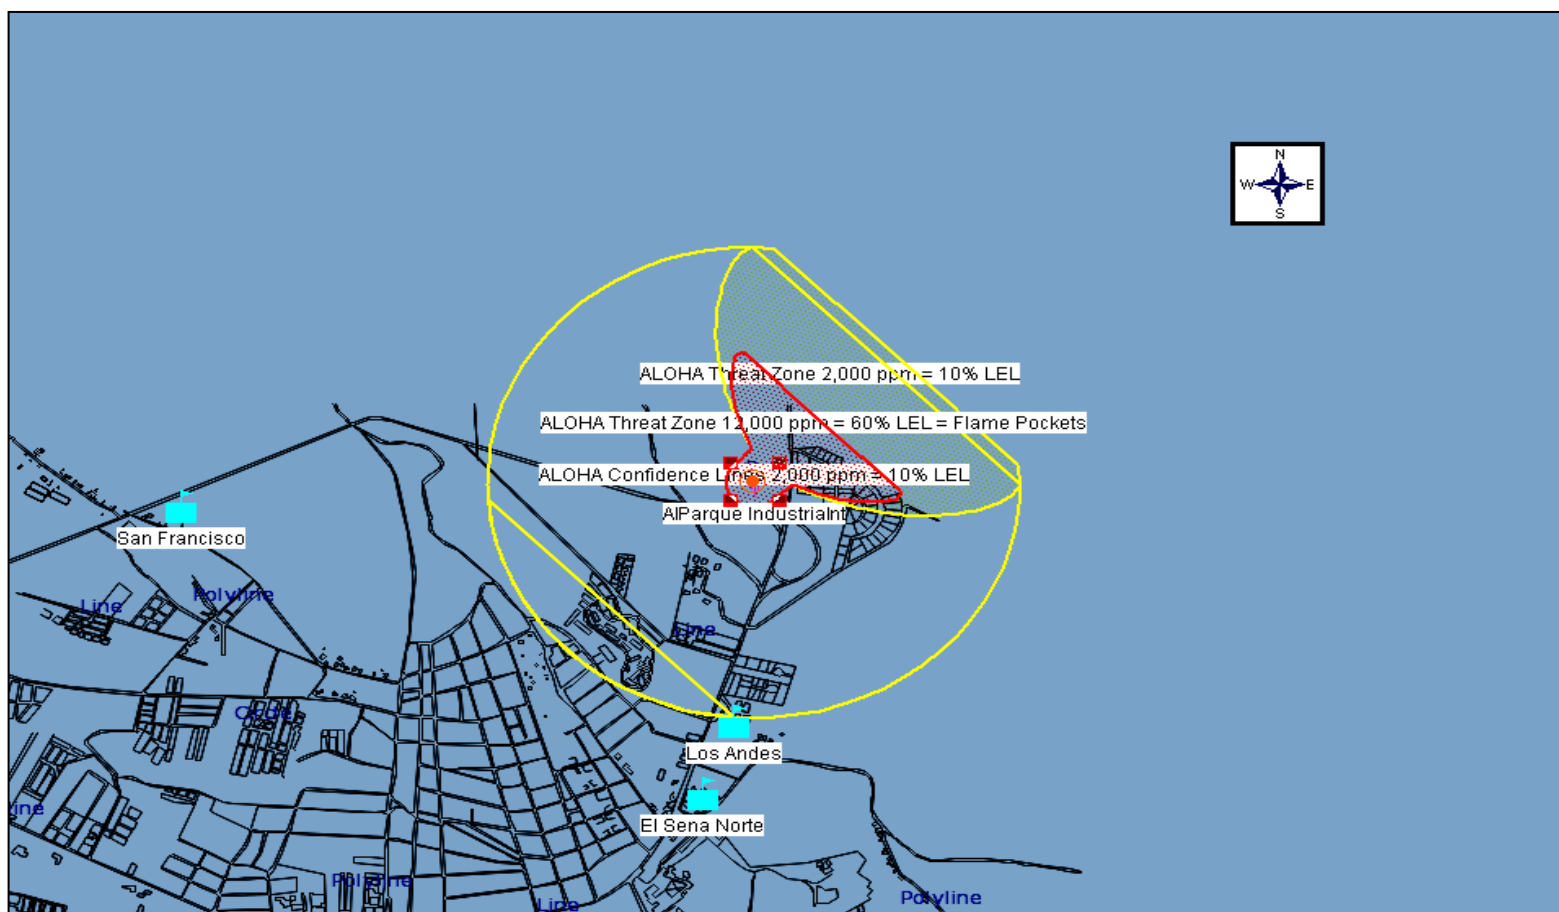 N
W E
S
ALOHA Threat Zone 2,000 ppm = 10% LEL
ALOHA Threat Zone 12,000 ppm = 60% LEL = Flame Pockets
ALOHA Confidence Lines 2,000 ppm = 10% LEL
AlParque IndustrialInt
San Francisco
Polyline
Line
Line
Circle
Los Andes
El Sena Norte
Polyline
Polyline
Line